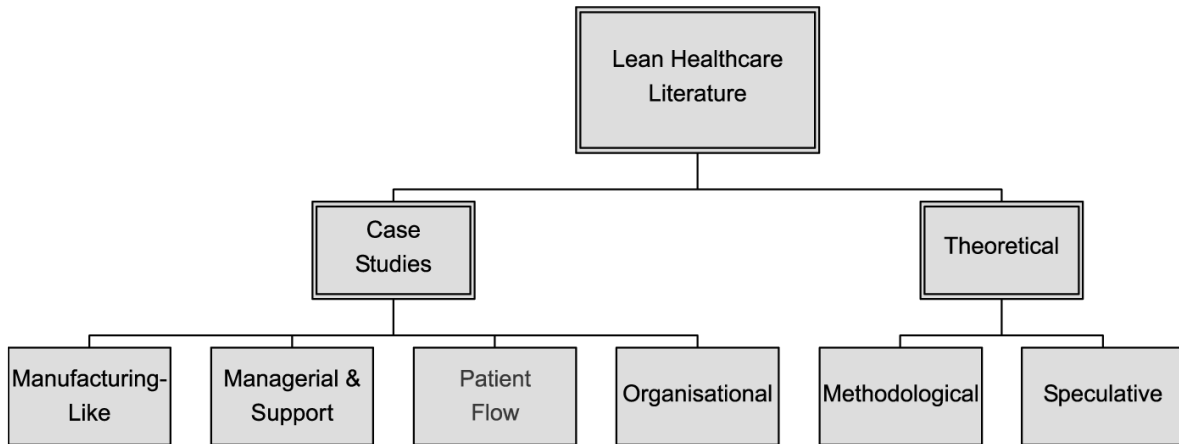 Lean Healthcare
Literature
Case
Studies
Theoretical
Manufacturing-
Like
Managerial &
Support
Patient
Flow
Organisational
Methodological
Speculative